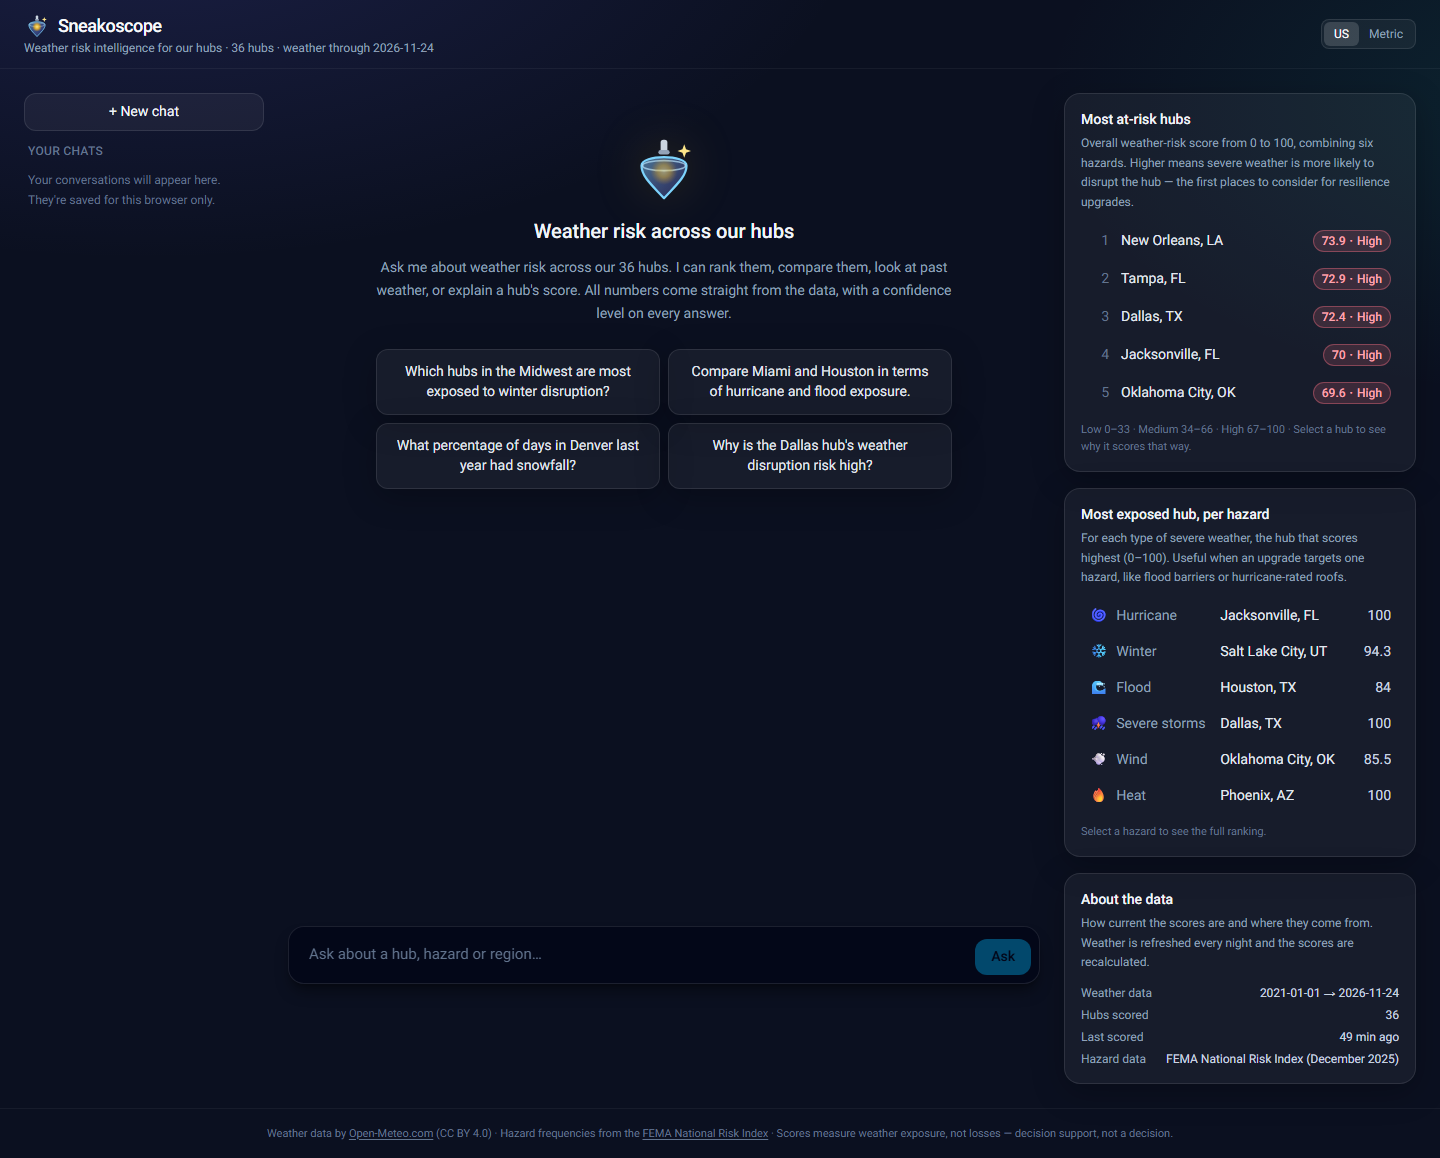 Sneakoscope
Weather risk intelligence for our hubs · 36 hubs · weather through 2026-11-24
US
Metric
+ New chat
YOUR CHATS
Your conversations will appear here.
They're saved for this browser only.
Weather risk across our hubs
Ask me about weather risk across our 36 hubs. I can rank them, compare them, look at past
weather, or explain a hub's score. All numbers come straight from the data, with a confidence
level on every answer.
Which hubs in the Midwest are most
exposed to winter disruption?
Compare Miami and Houston in terms
of hurricane and flood exposure.
What percentage of days in Denver last
year had snowfall?
Why is the Dallas hub's weather
disruption risk high?
Ask about a hub, hazard or region…
Ask
Most at-risk hubs
Overall weather-risk score from 0 to 100, combining six
hazards. Higher means severe weather is more likely to
disrupt the hub — the first places to consider for resilience
upgrades.
1 New Orleans, LA 73.9 · High
2 Tampa, FL 72.9 · High
3 Dallas, TX 72.4 · High
4 Jacksonville, FL 70 · High
5 Oklahoma City, OK 69.6 · High
Low 0–33 · Medium 34–66 · High 67–100 · Select a hub to see
why it scores that way.
Most exposed hub, per hazard
For each type of severe weather, the hub that scores
highest (0–100). Useful when an upgrade targets one
hazard, like flood barriers or hurricane-rated roofs.
Hurricane Jacksonville, FL 100
Winter Salt Lake City, UT 94.3
Flood Houston, TX 84
Severe storms Dallas, TX 100
Wind Oklahoma City, OK 85.5
Heat Phoenix, AZ 100
Select a hazard to see the full ranking.
About the data
How current the scores are and where they come from.
Weather is refreshed every night and the scores are
recalculated.
Weather data 2021-01-01 → 2026-11-24
Hubs scored 36
Last scored 49 min ago
Hazard data FEMA National Risk Index (December 2025)
Weather data by Open-Meteo.com (CC BY 4.0) · Hazard frequencies from the FEMA National Risk Index · Scores measure weather exposure, not losses — decision support, not a decision.